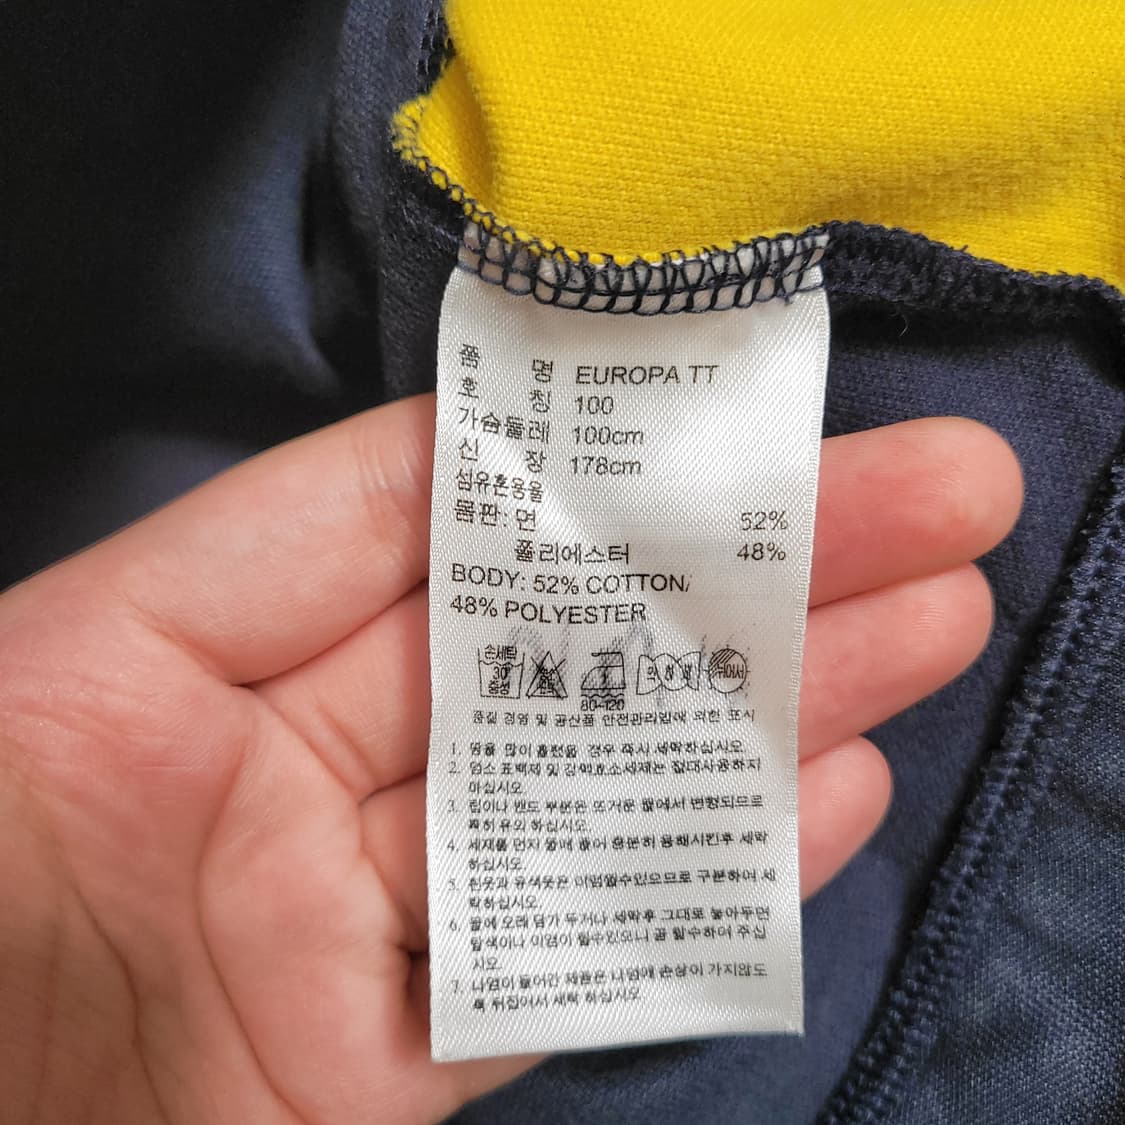 품 명 EUROPA TT
호 칭 100
가슴둘레 100cm
신 장 178cm
섬유혼용율
몸판: 면 52%
폴리에스터 48%
BODY: 52% COTTON/
48% POLYESTER
손세탁
30°
중성
80~120
품질 경영 및 공산품 안전관리법에 의한 표시
1. 땀을 많이 흘렸을 경우 즉시 세탁하십시오.
2. 염소 표백제 및 강력효소세제는 절대사용하지
마십시오.
3. 립이나 밴드 부분은 뜨거운 물에서 변형되므로
특히 유의 하십시오.
4. 세제를 먼저 물에 풀어 충분히 용해시킨후 세탁
하십시오.
5. 흰옷과 유색옷은 이염될수있으므로 구분하여 세
탁하십시오.
6. 물에 오래 담가 두거나 세탁후 그대로 놓아두면
탈색이나 이염이 될수있으니 곧 탈수하여 주십
시오.
7. 나염이 들어간 제품은 나염에 손상이 가지않도
록 뒤집어서 세탁 하십시오.